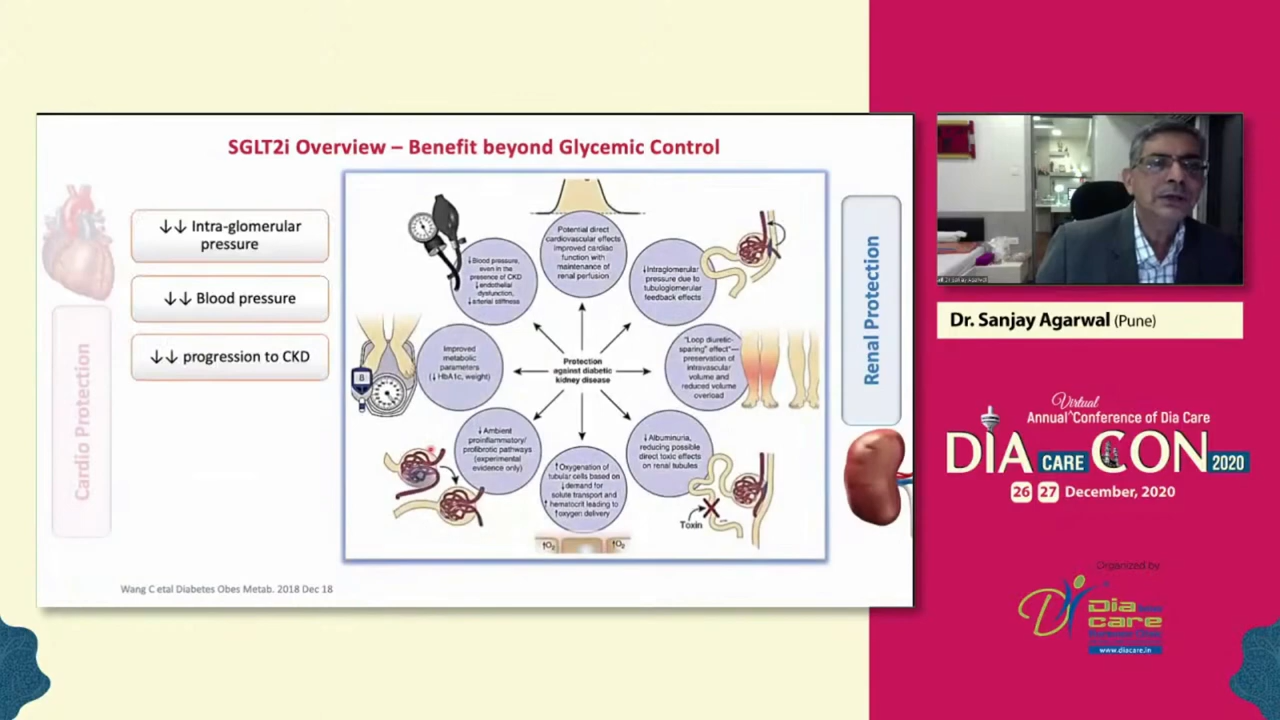 SGLT2i Overview – Benefit beyond Glycemic Control
Cardio Protection
↓↓ Intra-glomerular
pressure
↓↓ Blood pressure
↓↓ progression to CKD
Potential direct
cardiovascular effects
improved cardiac
function with
maintenance of
renal perfusion
↓Intraglomerular
pressure due to
tubuloglomerular
feedback effects
"Loop diuretic-
sparing" effect"—
preservation of
intravascular
volume and
reduced volume
overload
↓Albuminuria,
reducing possible
direct toxic effects
on renal tubules
Toxin
↑Oxygenation of
tubular cells based on
↓demand for
solute transport and
↑ hematocrit leading to
↑oxygen delivery
↑O₂
↑O₂
↓ Ambient
proinflammatory/
profibrotic pathways
(experimental
evidence only)
Improved
metabolic
parameters
(↓HbA1c, weight)
↓Blood pressure,
even in the
presence of CKD
↓endothelial
dysfunction,
↓arterial stiffness
Protection
against diabetic
kidney disease
Renal Protection
Wang C etal Diabetes Obes Metab. 2018 Dec 18
Dr. Sanjay Agarwal (Pune)
Virtual
Annual^Conference of Dia Care
DIA CARE CON 2020
26 27 December, 2020
Organized by
Dia
care
www.diacare.in